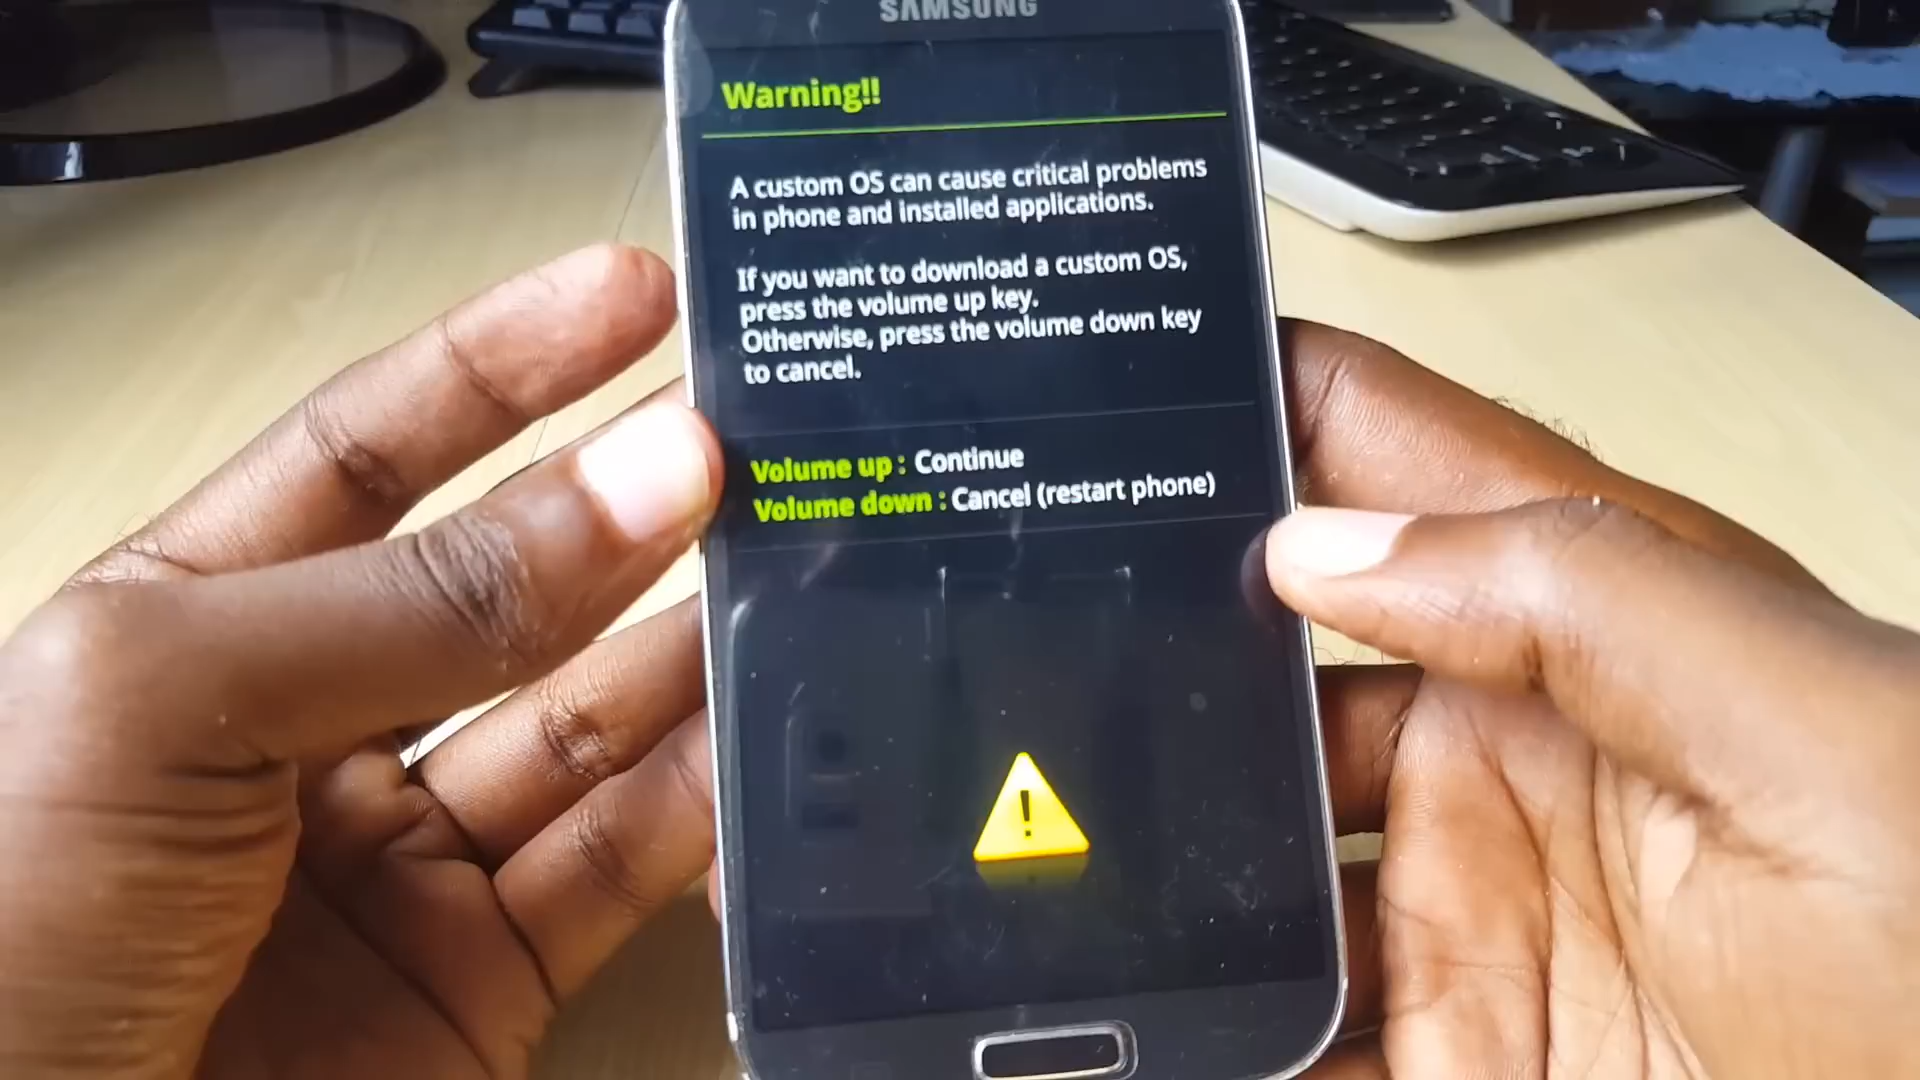 SAMSUNG
Warning!!
A custom OS can cause critical problems
in phone and installed applications.
If you want to download a custom OS,
press the volume up key.
Otherwise, press the volume down key
to cancel.
Volume up : Continue
Volume down : Cancel (restart phone)
!